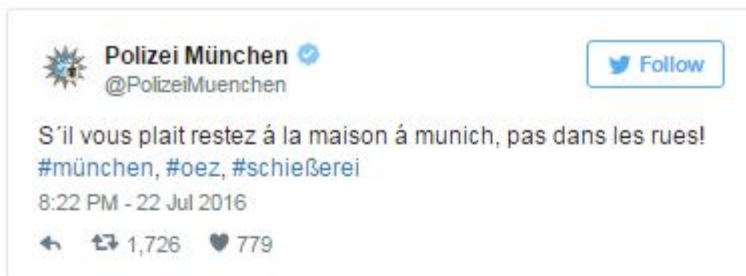 Polizei München
@PolizeiMuenchen
Follow
S´il vous plait restez á la maison á munich, pas dans les rues!
#münchen, #oez, #schießerei
8:22 PM - 22 Jul 2016
1,726 779